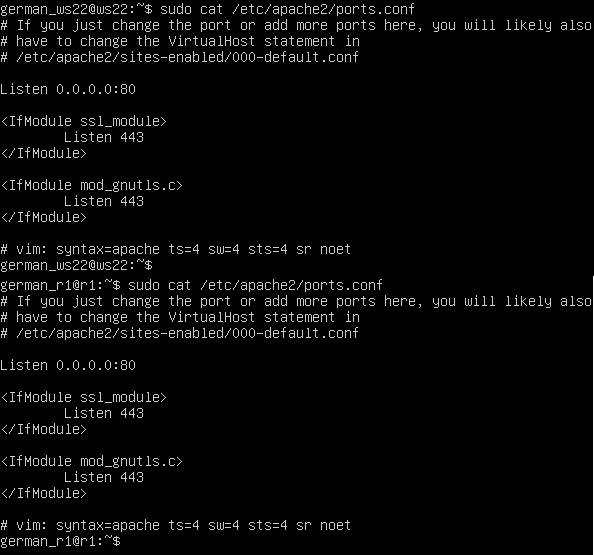 german_ws22@ws22:~$ sudo cat /etc/apache2/ports.conf
# If you just change the port or add more ports here, you will likely also
# have to change the VirtualHost statement in
# /etc/apache2/sites-enabled/000-default.conf
Listen 0.0.0.0:80
<IfModule ssl_module>
        Listen 443
</IfModule>
<IfModule mod_gnutls.c>
        Listen 443
</IfModule>
# vim: syntax=apache ts=4 sw=4 sts=4 sr noet
german_ws22@ws22:~$
german_r1@r1:~$ sudo cat /etc/apache2/ports.conf
# If you just change the port or add more ports here, you will likely also
# have to change the VirtualHost statement in
# /etc/apache2/sites-enabled/000-default.conf
Listen 0.0.0.0:80
<IfModule ssl_module>
        Listen 443
</IfModule>
<IfModule mod_gnutls.c>
        Listen 443
</IfModule>
# vim: syntax=apache ts=4 sw=4 sts=4 sr noet
german_r1@r1:~$